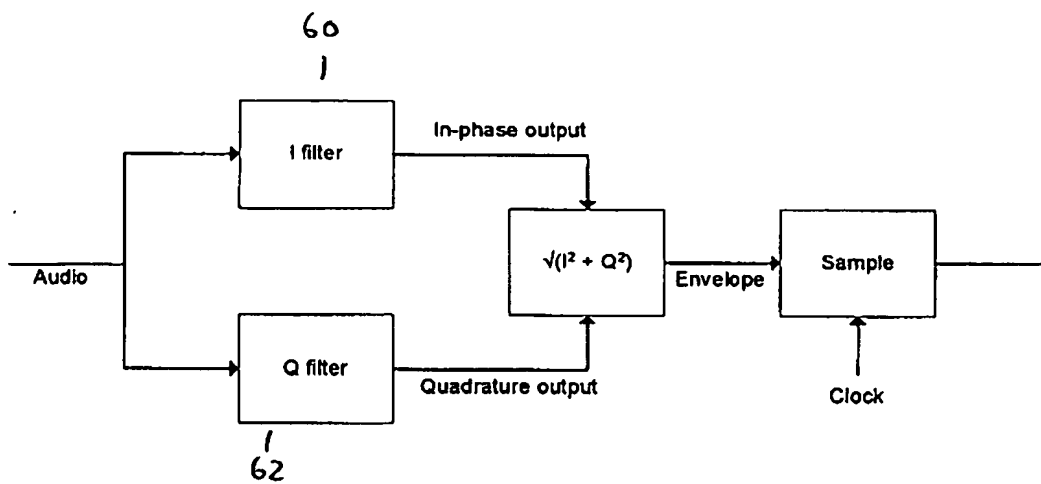 60
I filter
In-phase output
Audio
√(I² + Q²)
Envelope
Sample
Q filter
Quadrature output
Clock
62